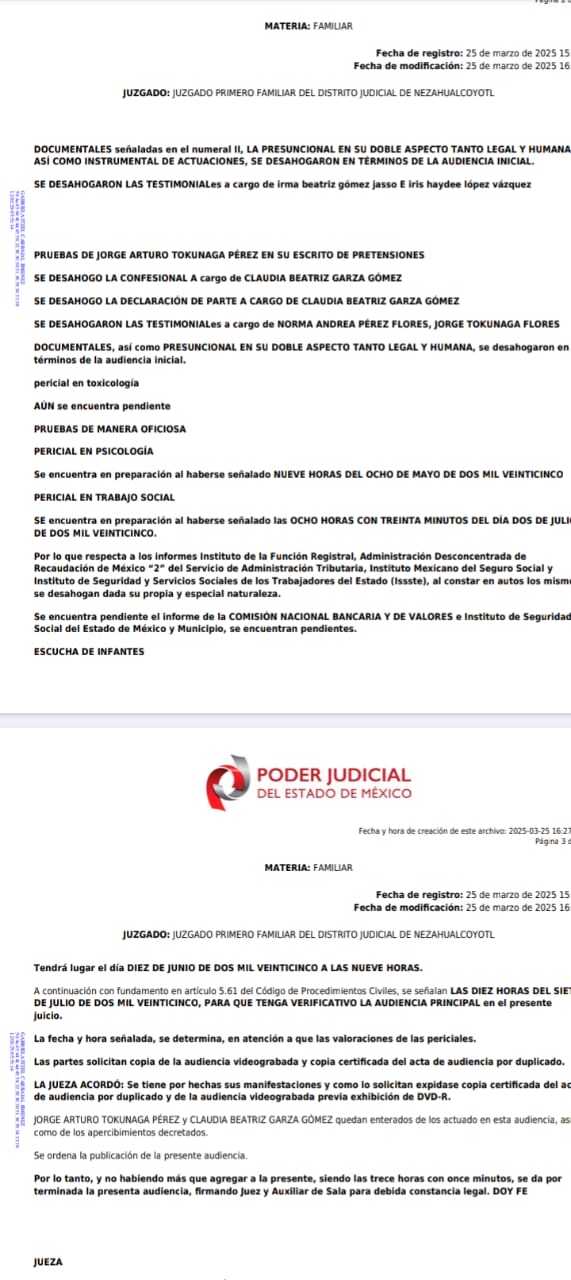 MATERIA: FAMILIAR
Fecha de registro: 25 de marzo de 2025 15
Fecha de modificación: 25 de marzo de 2025 16
JUZGADO: JUZGADO PRIMERO FAMILIAR DEL DISTRITO JUDICIAL DE NEZAHUALCOYOTL
DOCUMENTALES señaladas en el numeral II, LA PRESUNCIONAL EN SU DOBLE ASPECTO TANTO LEGAL Y HUMANA
ASÍ COMO INSTRUMENTAL DE ACTUACIONES, SE DESAHOGARON EN TÉRMINOS DE LA AUDIENCIA INICIAL.
SE DESAHOGARON LAS TESTIMONIALes a cargo de irma beatriz gómez jasso E iris haydee lópez vázquez
PRUEBAS DE JORGE ARTURO TOKUNAGA PÉREZ EN SU ESCRITO DE PRETENSIONES
SE DESAHOGO LA CONFESIONAL A cargo de CLAUDIA BEATRIZ GARZA GÓMEZ
SE DESAHOGO LA DECLARACIÓN DE PARTE A CARGO DE CLAUDIA BEATRIZ GARZA GÓMEZ
SE DESAHOGARON LAS TESTIMONIALes a cargo de NORMA ANDREA PÉREZ FLORES, JORGE TOKUNAGA FLORES
DOCUMENTALES, así como PRESUNCIONAL EN SU DOBLE ASPECTO TANTO LEGAL Y HUMANA, se desahogaron en
términos de la audiencia inicial.
pericial en toxicología
AÚN se encuentra pendiente
PRUEBAS DE MANERA OFICIOSA
PERICIAL EN PSICOLOGÍA
Se encuentra en preparación al haberse señalado NUEVE HORAS DEL OCHO DE MAYO DE DOS MIL VEINTICINCO
PERICIAL EN TRABAJO SOCIAL
SE encuentra en preparación al haberse señalado las OCHO HORAS CON TREINTA MINUTOS DEL DÍA DOS DE JULI
DE DOS MIL VEINTICINCO.
Por lo que respecta a los informes Instituto de la Función Registral, Administración Desconcentrada de
Recaudación de México "2" del Servicio de Administración Tributaria, Instituto Mexicano del Seguro Social y
Instituto de Seguridad y Servicios Sociales de los Trabajadores del Estado (Issste), al constar en autos los mism
se desahogan dada su propia y especial naturaleza.
Se encuentra pendiente el informe de la COMISIÓN NACIONAL BANCARIA Y DE VALORES e Instituto de Seguridad
Social del Estado de México y Municipio, se encuentran pendientes.
ESCUCHA DE INFANTES
PODER JUDICIAL
DEL ESTADO DE MÉXICO
Fecha y hora de creación de este archivo: 2025-03-25 16:27
Página 3 d
MATERIA: FAMILIAR
Fecha de registro: 25 de marzo de 2025 15
Fecha de modificación: 25 de marzo de 2025 16
JUZGADO: JUZGADO PRIMERO FAMILIAR DEL DISTRITO JUDICIAL DE NEZAHUALCOYOTL
Tendrá lugar el día DIEZ DE JUNIO DE DOS MIL VEINTICINCO A LAS NUEVE HORAS.
A continuación con fundamento en artículo 5.61 del Código de Procedimientos Civiles, se señalan LAS DIEZ HORAS DEL SIET
DE JULIO DE DOS MIL VEINTICINCO, PARA QUE TENGA VERIFICATIVO LA AUDIENCIA PRINCIPAL en el presente
juicio.
La fecha y hora señalada, se determina, en atención a que las valoraciones de las periciales.
Las partes solicitan copia de la audiencia videograbada y copia certificada del acta de audiencia por duplicado.
LA JUEZA ACORDÓ: Se tiene por hechas sus manifestaciones y como lo solicitan expidase copia certificada del ac
de audiencia por duplicado y de la audiencia videograbada previa exhibición de DVD-R.
JORGE ARTURO TOKUNAGA PÉREZ y CLAUDIA BEATRIZ GARZA GÓMEZ quedan enterados de los actuado en esta audiencia, as
como de los apercibimientos decretados.
Se ordena la publicación de la presente audiencia.
Por lo tanto, y no habiendo más que agregar a la presente, siendo las trece horas con once minutos, se da por
terminada la presenta audiencia, firmando Juez y Auxiliar de Sala para debida constancia legal. DOY FE
JUEZA